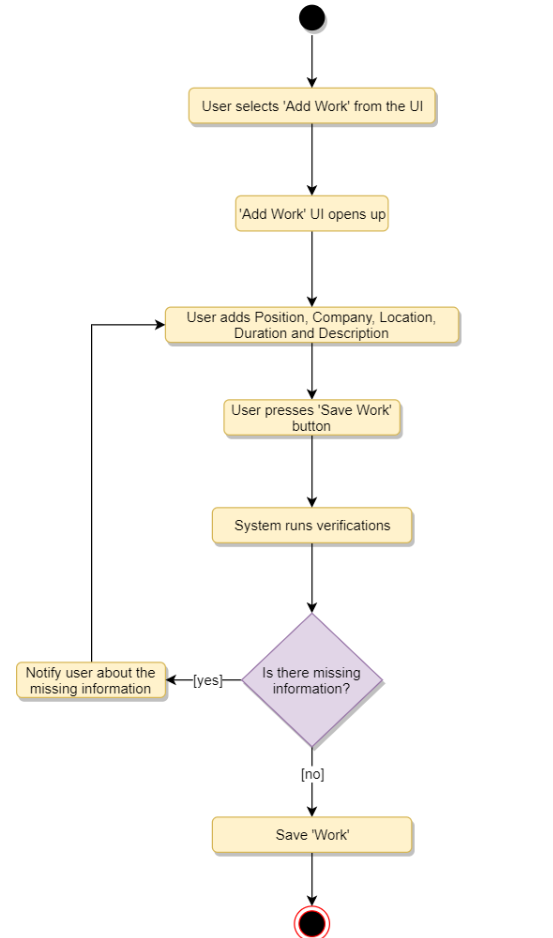 User selects 'Add Work' from the UI
'Add Work' UI opens up
User adds Position, Company, Location,
Duration and Description
User presses 'Save Work'
button
System runs verifications
Is there missing
information?
[yes]
Notify user about the
missing information
[no]
Save 'Work'